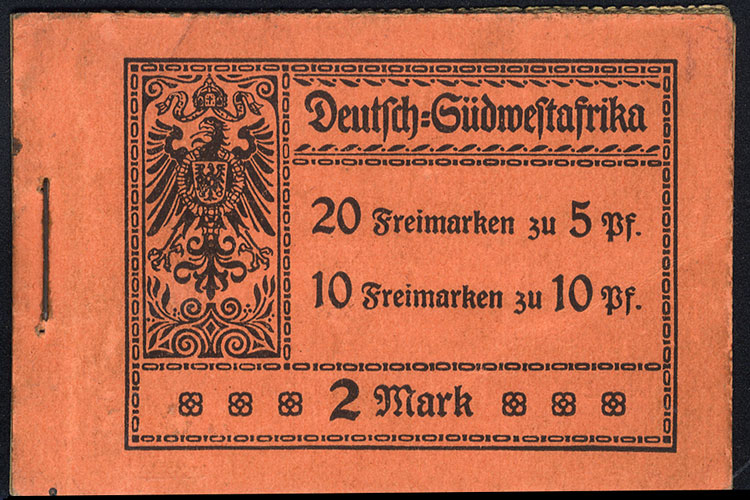 Deutsch=Südwestafrika
20 Freimarken zu 5 Pf.
10 Freimarken zu 10 Pf.
2 Mark